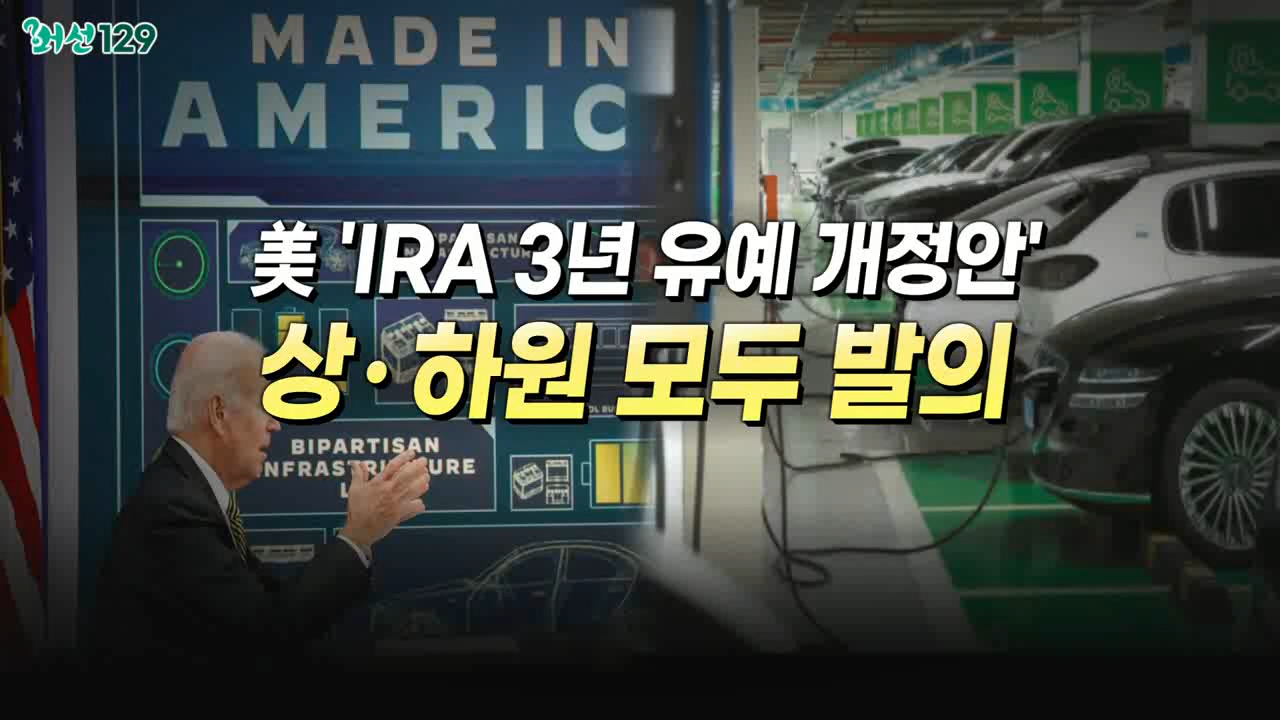 머선129
MADE IN
AMERIC
美 'IRA 3년 유예 개정안'
상·하원 모두 발의
BIPARTISAN
INFRASTRUCTURE
L